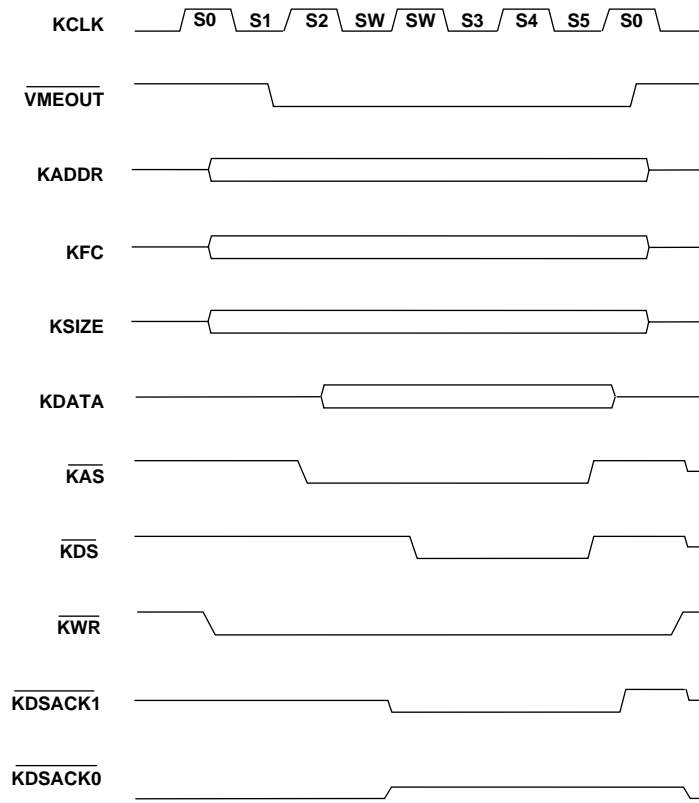 KCLK S0 S1 S2 SW SW S3 S4 S5 S0
VMEOUT
KADDR
KFC
KSIZE
KDATA
KAS
KDS
KWR
KDSACK1
KDSACK0